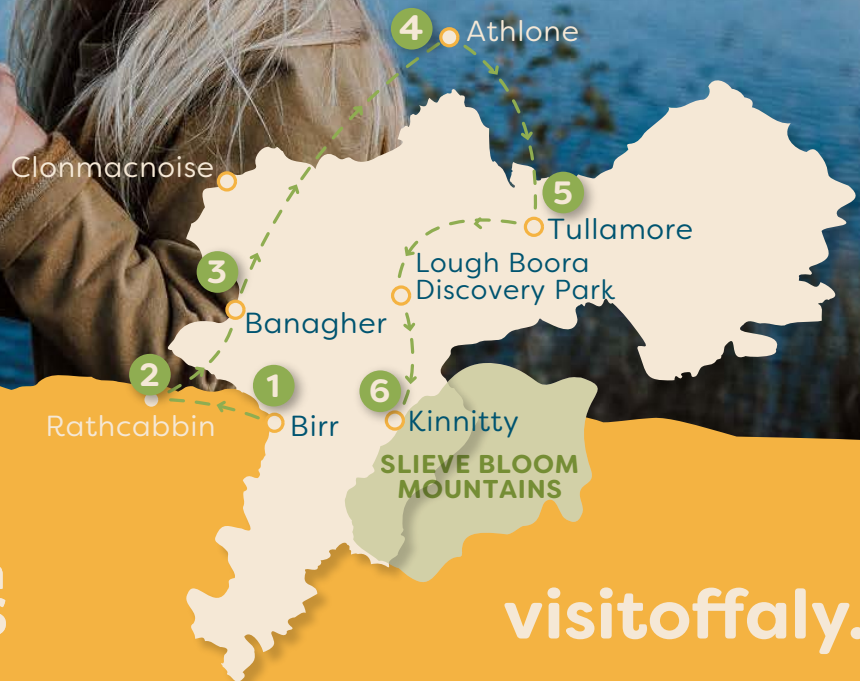 4 Athlone
Clonmacnoise
5
Tullamore
3
Lough Boora
Discovery Park
Banagher
2
1
6
Rathcabbin
Birr
Kinnitty
SLIEVE BLOOM
MOUNTAINS
visitoffaly.